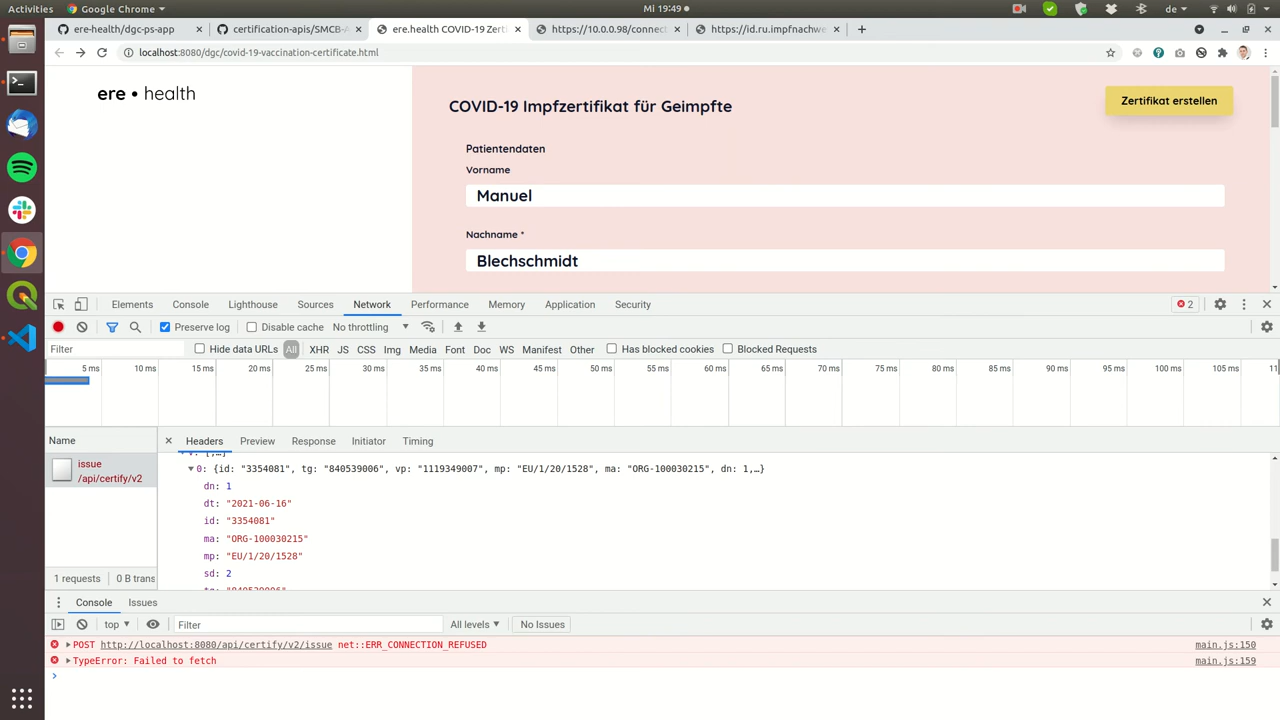 Activities
Google Chrome
Mi 19:49
de
ere-health/dgc-ps-app
certification-apis/SMCB-A
ere.health COVID-19 Zert
https://10.0.0.98/connect
https://id.ru.impfnachwe
localhost:8080/dgc/covid-19-vaccination-certificate.html
ere • health
COVID-19 Impfzertifikat für Geimpfte
Zertifikat erstellen
Patientendaten
Vorname
Manuel
Nachname *
Blechschmidt
Elements Console Lighthouse Sources Network Performance Memory Application Security
2
Preserve log Disable cache No throttling
Filter
Hide data URLs All XHR JS CSS Img Media Font Doc WS Manifest Other Has blocked cookies Blocked Requests
5 ms 10 ms 15 ms 20 ms 25 ms 30 ms 35 ms 40 ms 45 ms 50 ms 55 ms 60 ms 65 ms 70 ms 75 ms 80 ms 85 ms 90 ms 95 ms 100 ms 105 ms 11
Name
Headers Preview Response Initiator Timing
issue
/api/certify/v2
0: {id: "3354081", tg: "840539006", vp: "1119349007", mp: "EU/1/20/1528", ma: "ORG-100030215", dn: 1,…}
dn: 1
dt: "2021-06-16"
id: "3354081"
ma: "ORG-100030215"
mp: "EU/1/20/1528"
sd: 2
tg: "840539006"
1 requests 0 B trans
Console Issues
top Filter All levels No Issues
POST http://localhost:8080/api/certify/v2/issue net::ERR_CONNECTION_REFUSED main.js:150
TypeError: Failed to fetch main.js:159